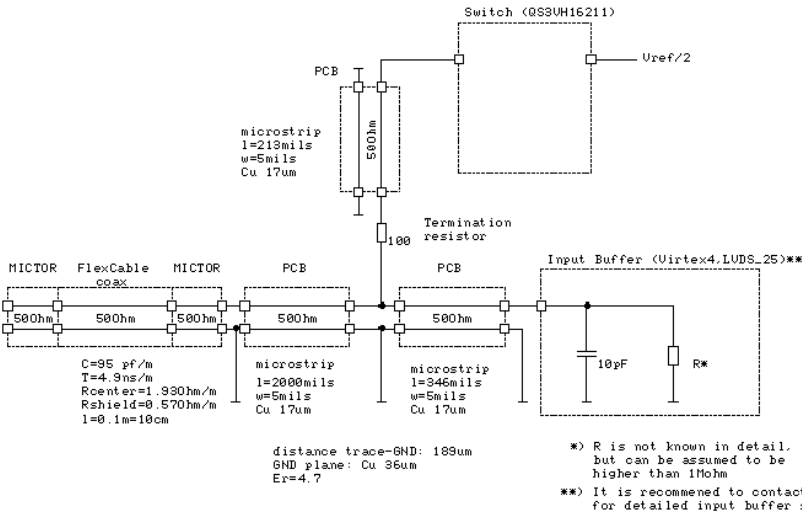 Switch (QS3VH16211)
Vref/2
PCB
microstrip
l=213mils
w=5mils
Cu 17um
50Ohm
Termination
resistor
100
MICTOR
FlexCable
coax
MICTOR
PCB
PCB
Input Buffer (Virtex4,LVDS_25)**
50Ohm
50Ohm
50Ohm
50Ohm
50Ohm
10pF
R*
C=95 pf/m
T=4.9ns/m
Rcenter=1.93Ohm/m
Rshield=0.57Ohm/m
l=0.1m=10cm
microstrip
l=2000mils
w=5mils
Cu 17um
microstrip
l=346mils
w=5mils
Cu 17um
distance trace-GND: 189um
GND plane: Cu 36um
Er=4.7
*) R is not known in detail,
but can be assumed to be
higher than 1Mohm
**) It is recommened to contact
for detailed input buffer s